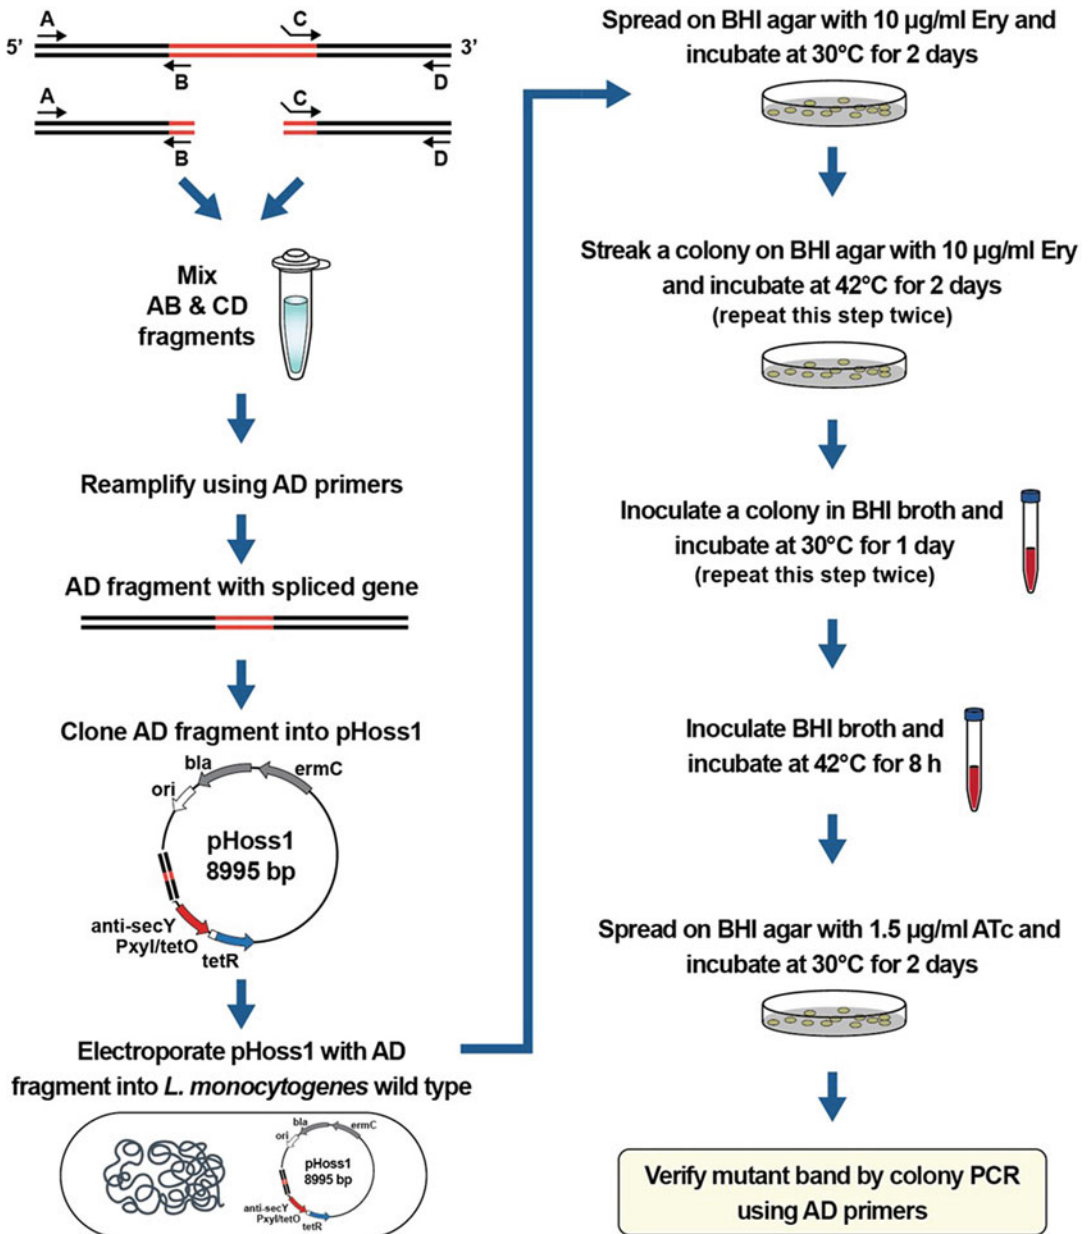 A
C
5’
3’
B
D
A
C
B
D
Mix
AB & CD
fragments
Reamplify using AD primers
AD fragment with spliced gene
Clone AD fragment into pHoss1
bla
ermC
ori
pHoss1
8995 bp
anti-secY
Pxyl/tetO
tetR
Electroporate pHoss1 with AD
fragment into L. monocytogenes wild type
bla
ermC
ori
pHoss1
8995 bp
anti-secY
Pxyl/tetO
tetR
Spread on BHI agar with 10 µg/ml Ery and
incubate at 30°C for 2 days
Streak a colony on BHI agar with 10 µg/ml Ery
and incubate at 42°C for 2 days
(repeat this step twice)
Inoculate a colony in BHI broth and
incubate at 30°C for 1 day
(repeat this step twice)
Inoculate BHI broth and
incubate at 42°C for 8 h
Spread on BHI agar with 1.5 µg/ml ATc and
incubate at 30°C for 2 days
Verify mutant band by colony PCR
using AD primers